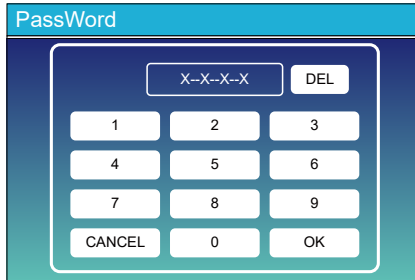 PassWord
X--X--X--X DEL
1 2 3
4 5 6
7 8 9
CANCEL 0 OK